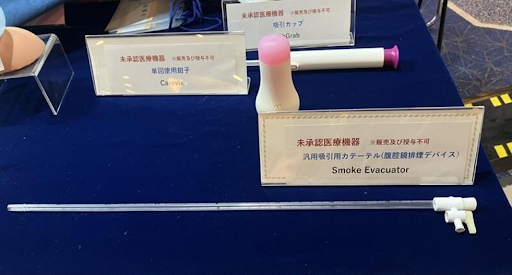 未承認医療機器 ※販売及び授与不可
吸引カップ
Grab
未承認医療機器 ※販売及び授与不可
単回使用鉗子
未承認医療機器 ※販売及び授与不可
汎用吸引用カテーテル(腹腔鏡排煙デバイス)
Smoke Evacuator